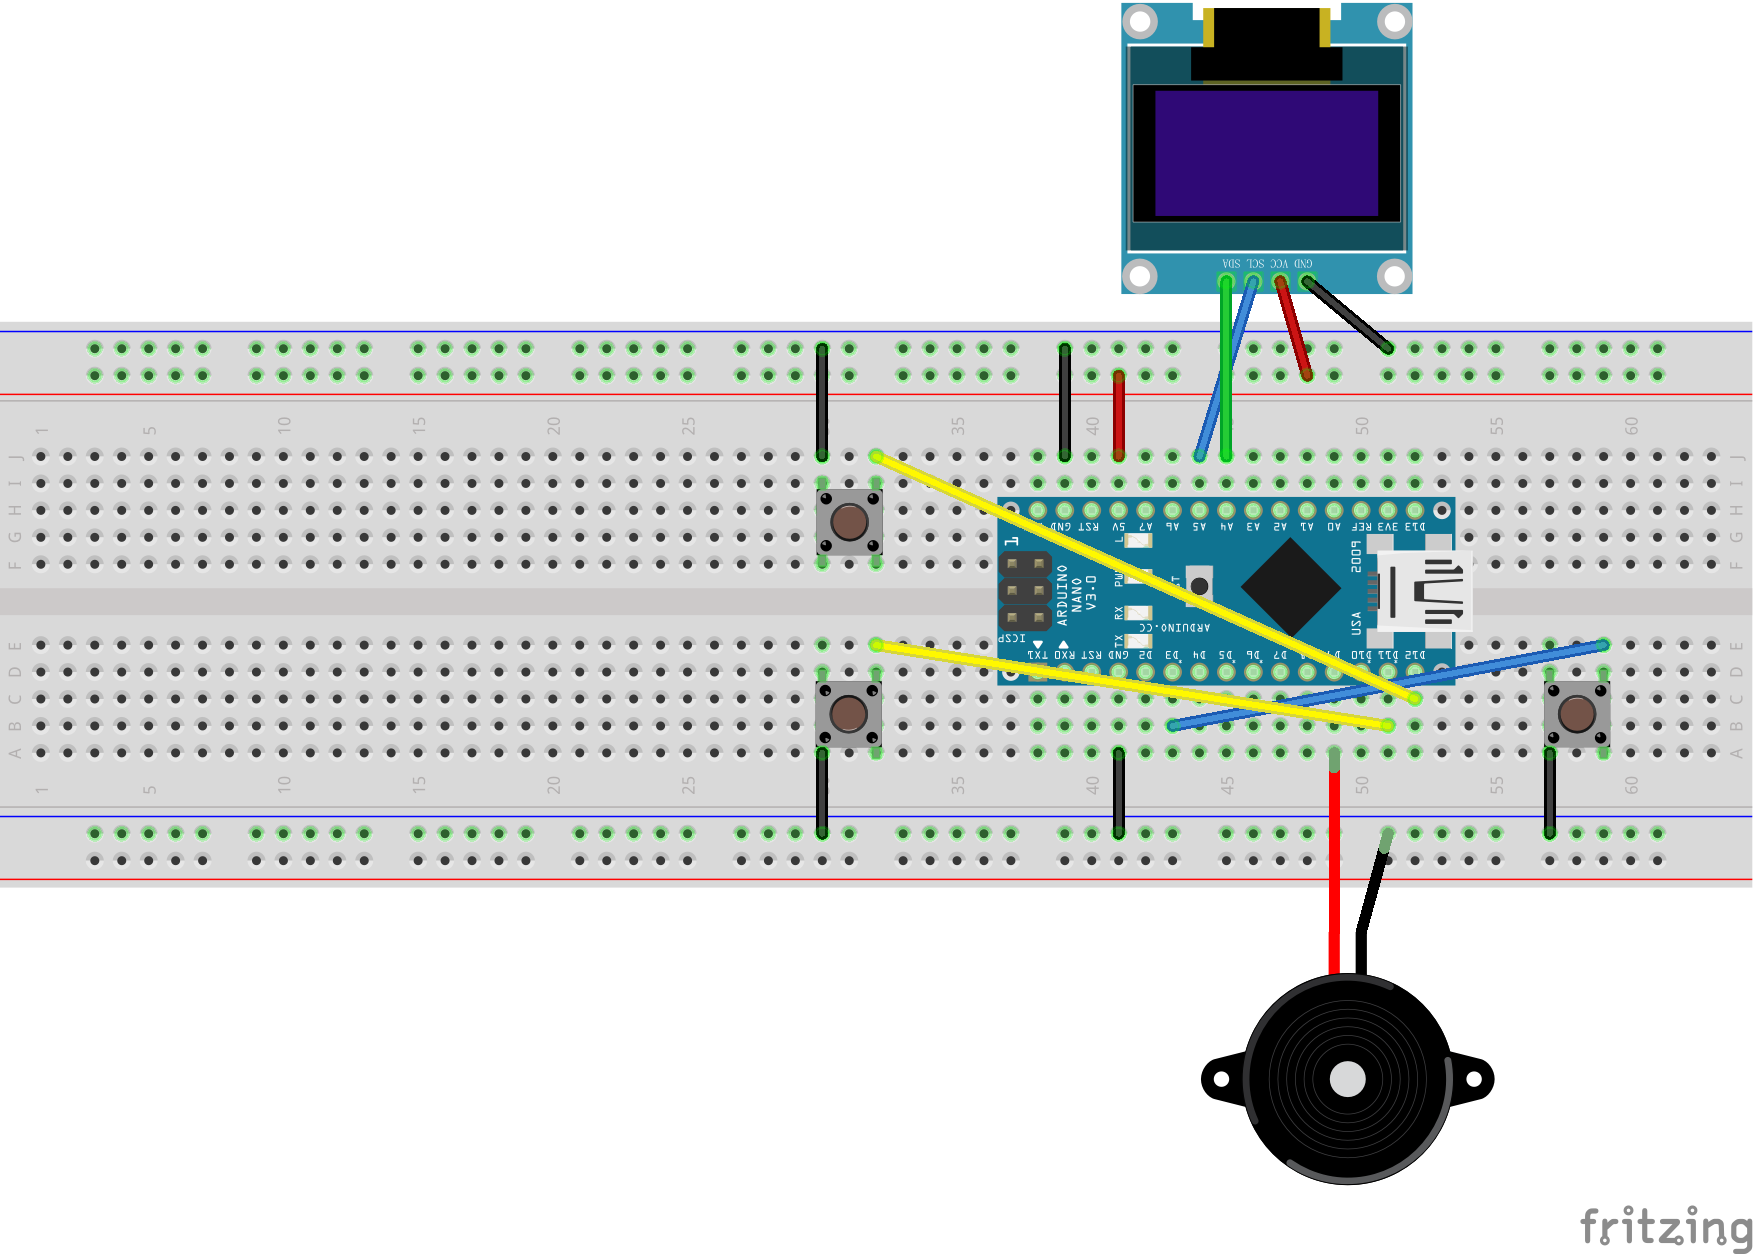 SDA SCL VCC GND
1 5 10 15 20 25 35 40 50 55 60
J J
I I
H H
G G
F F
GND RST 5V A7 A6 A5 A4 A3 A2 A1 A0 REF 3V3 D13
1
L
ARDUINO
NANO
V3.0
RX
TX
ARDUINO.CC
USA
ICSP
TX1 RX0 RST GND D2 D3 D4 D5 D6 D7 D10 D11 D12
E E
D D
C C
B B
A A
1 5 10 15 20 25 35 40 45 50 55 60
fritzing